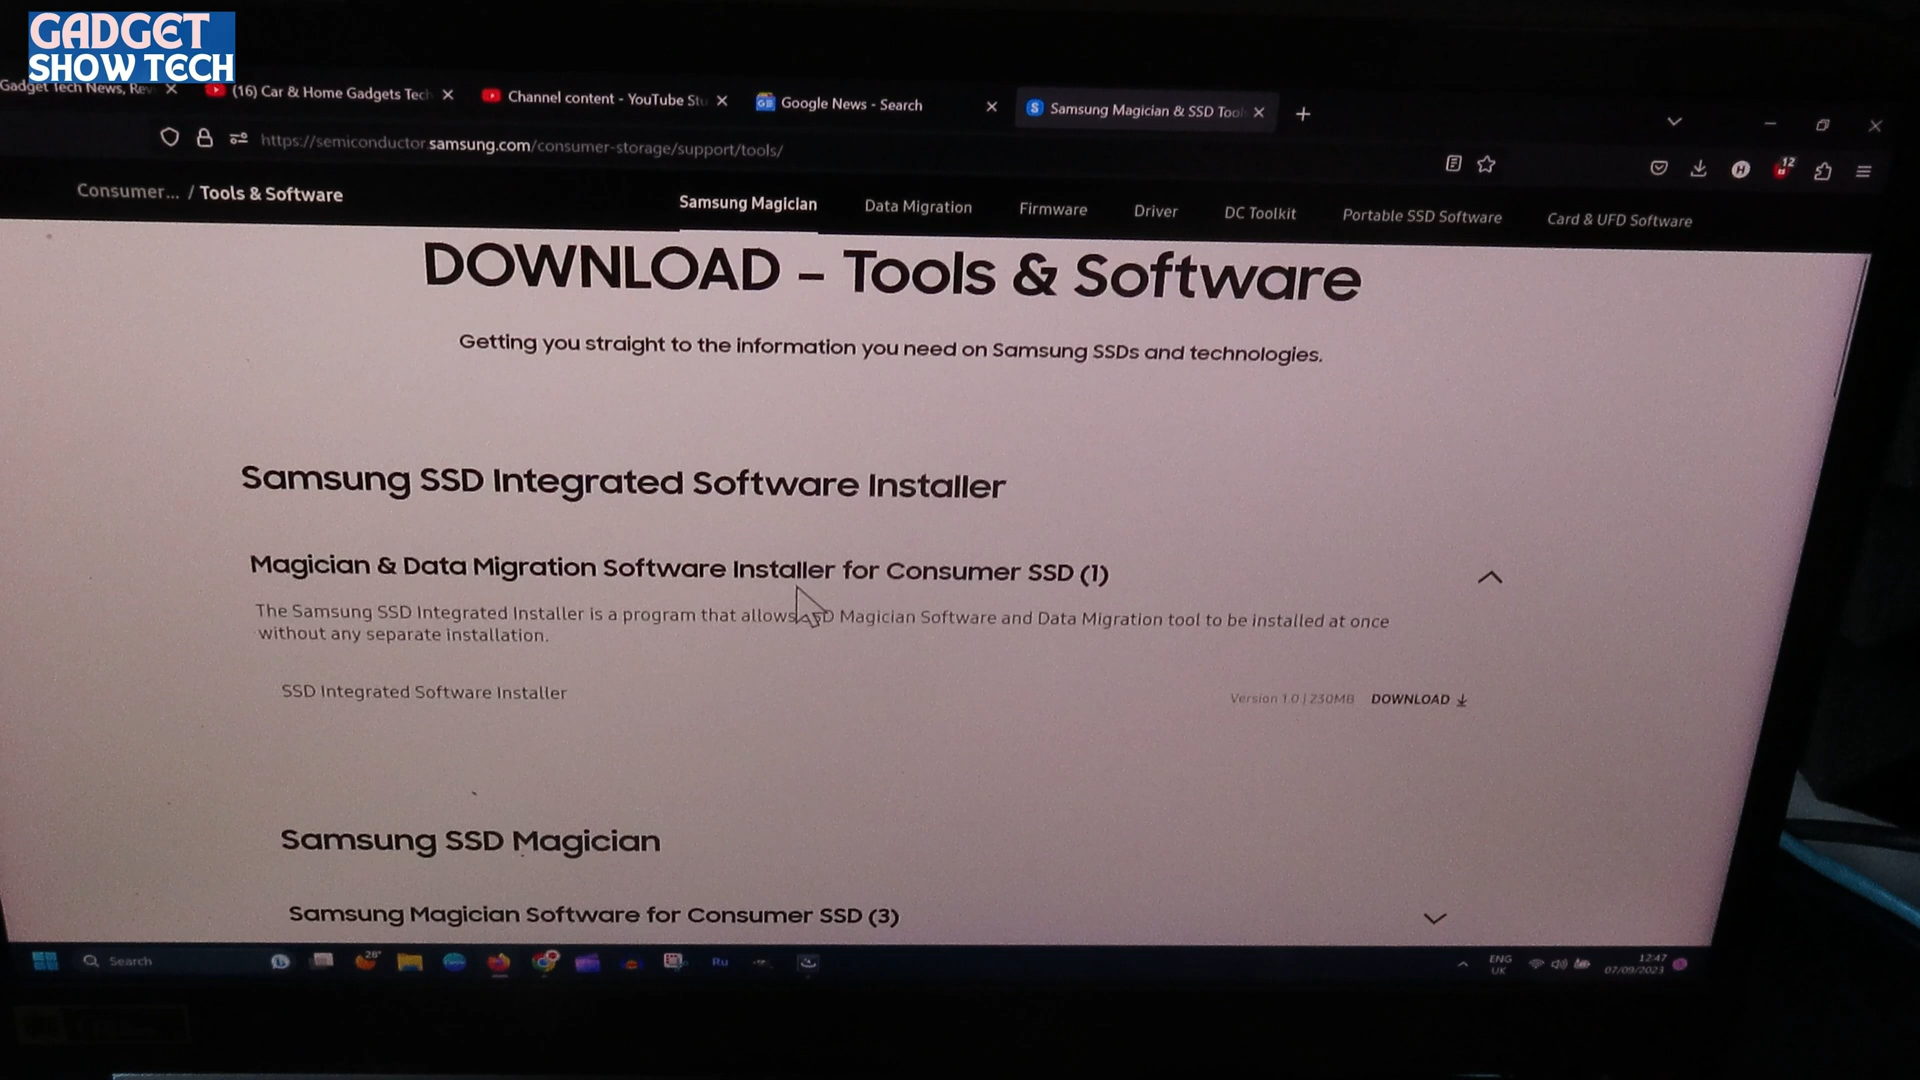 GADGET
SHOW TECH
Gadget Tech News, Rev
(16) Car & Home Gadgets Tech
Channel content - YouTube Stu
Google News - Search
Samsung Magician & SSD Tool
https://semiconductor.samsung.com/consumer-storage/support/tools/
12
Consumer... / Tools & Software
Samsung Magician
Data Migration
Firmware
Driver
DC Toolkit
Portable SSD Software
Card & UFD Software
DOWNLOAD – Tools & Software
Getting you straight to the information you need on Samsung SSDs and technologies.
Samsung SSD Integrated Software Installer
Magician & Data Migration Software Installer for Consumer SSD (1)
The Samsung SSD Integrated Installer is a program that allows Magician Software and Data Migration tool to be installed at once
without any separate installation.
SSD Integrated Software Installer
Version 1.0 | 230MB DOWNLOAD
Samsung SSD Magician
Samsung Magician Software for Consumer SSD (3)
Search
28°
Ru
ENG
UK
12:47
07/09/2023